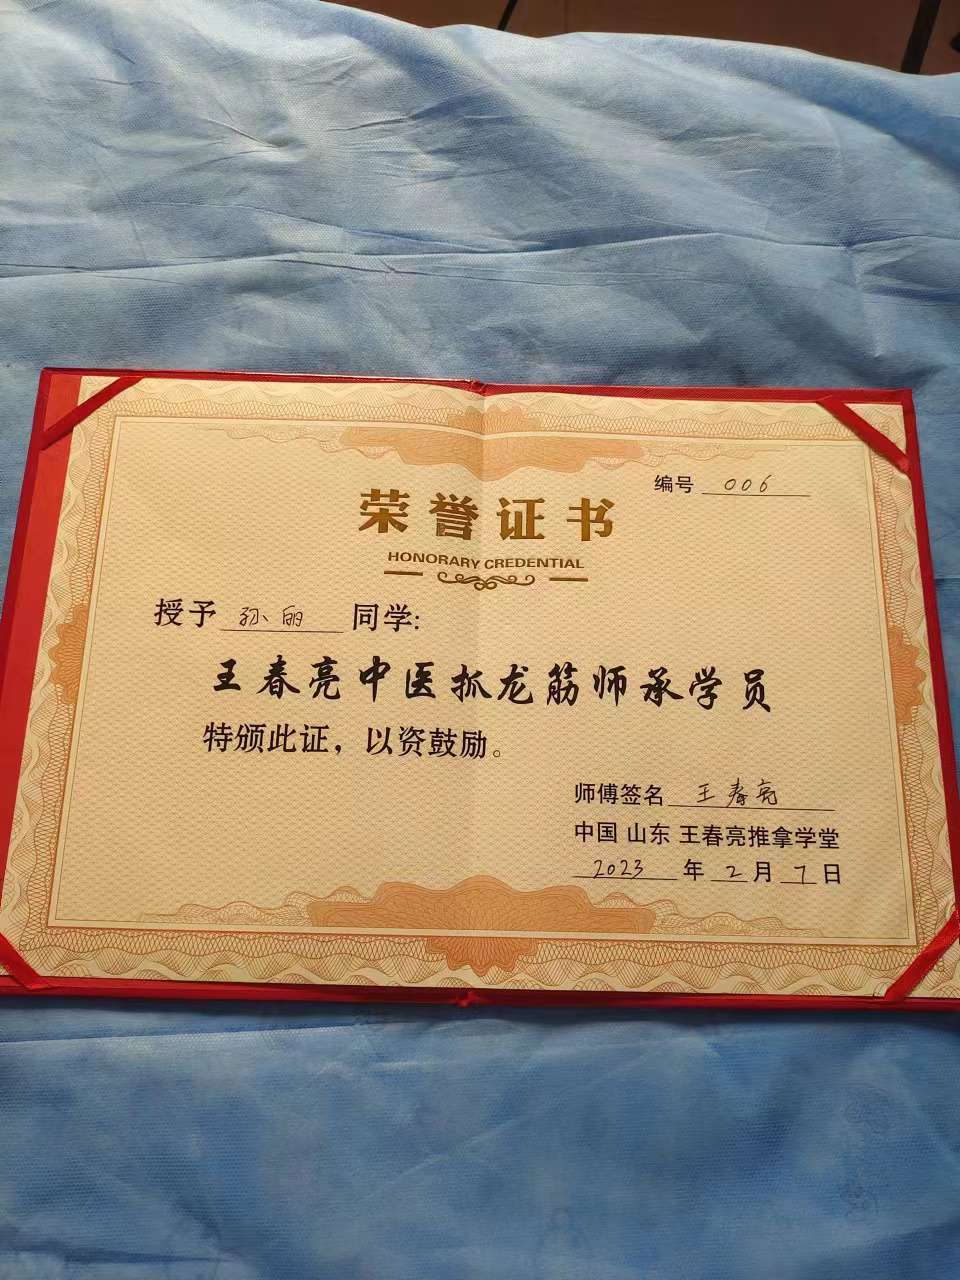 编号 006
荣誉证书
HONORARY CREDENTIAL
授予 孙丽 同学:
王春亮中医抓龙筋师承学员
特颁此证，以资鼓励。
师傅签名 王春亮
中国 山东 王春亮推拿学堂
2023 年 2 月 7 日